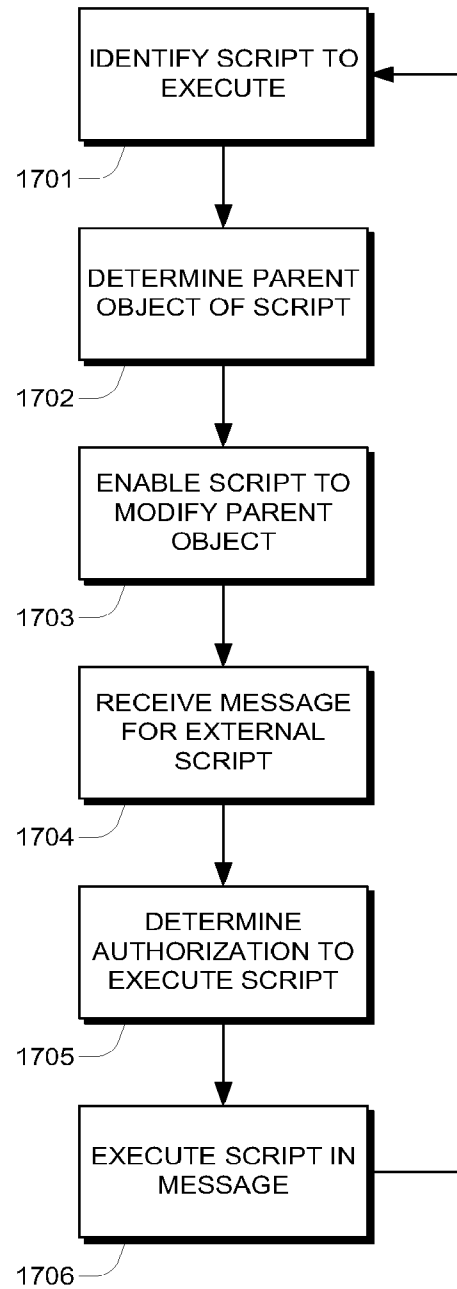 IDENTIFY SCRIPT TO
EXECUTE
1701
DETERMINE PARENT
OBJECT OF SCRIPT
1702
ENABLE SCRIPT TO
MODIFY PARENT
OBJECT
1703
RECEIVE MESSAGE
FOR EXTERNAL
SCRIPT
1704
DETERMINE
AUTHORIZATION TO
EXECUTE SCRIPT
1705
EXECUTE SCRIPT IN
MESSAGE
1706